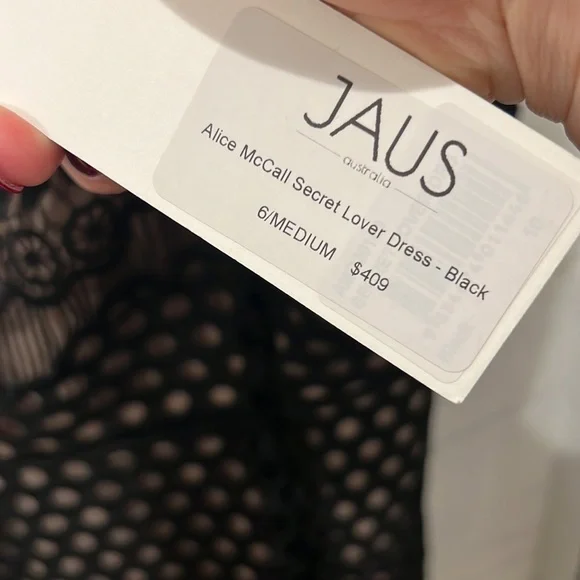 JAUS
australia
Alice McCall Secret Lover Dress - Black
6/MEDIUM $409